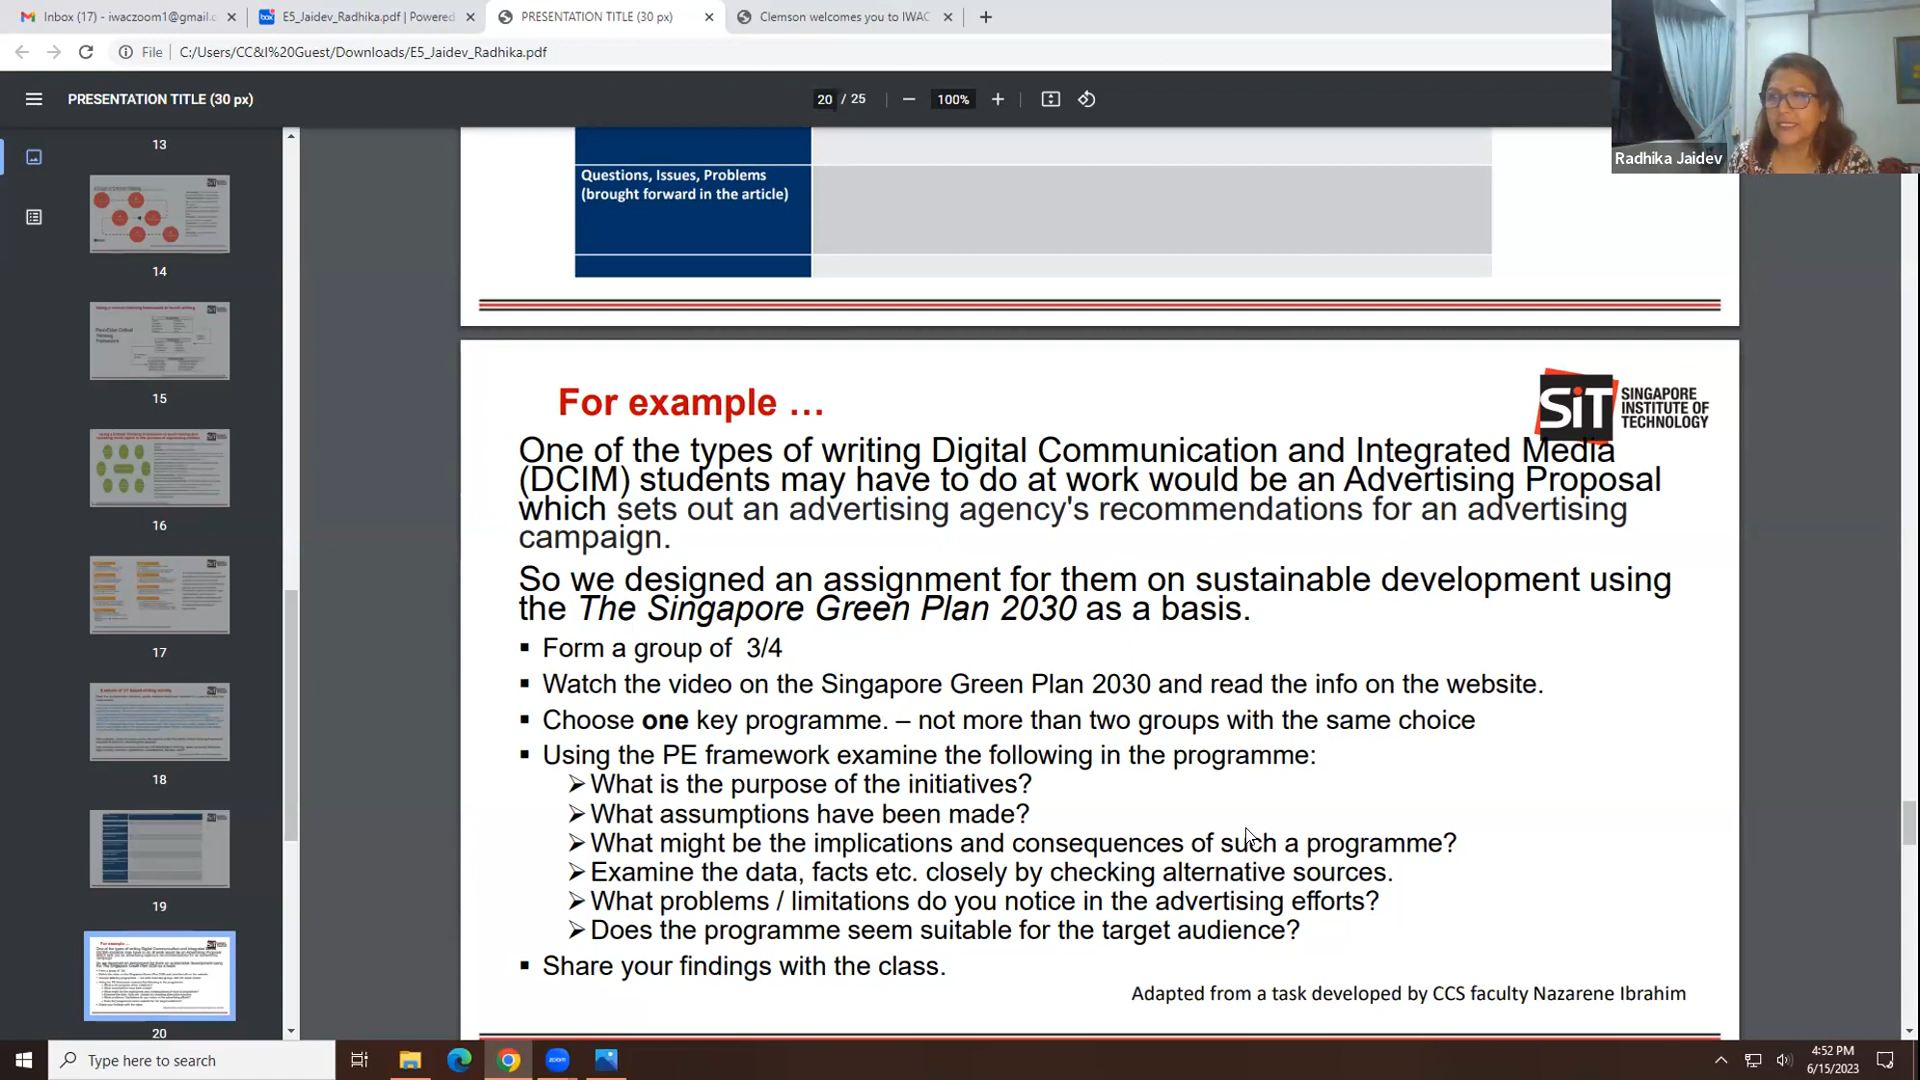 Inbox (17) - iwaczoom1@gmail.c
E5_Jaidev_Radhika.pdf | Powered
PRESENTATION TITLE (30 px)
Clemson welcomes you to IWAC
File C:/Users/CC&I%20Guest/Downloads/E5_Jaidev_Radhika.pdf
PRESENTATION TITLE (30 px)
20 / 25
100%
Radhika Jaidev
13
14
15
16
17
18
19
20
Questions, Issues, Problems
(brought forward in the article)
For example …
SiT SINGAPORE
INSTITUTE OF
TECHNOLOGY
One of the types of writing Digital Communication and Integrated Media
(DCIM) students may have to do at work would be an Advertising Proposal
which sets out an advertising agency's recommendations for an advertising
campaign.
So we designed an assignment for them on sustainable development using
the The Singapore Green Plan 2030 as a basis.
▪ Form a group of 3/4
▪ Watch the video on the Singapore Green Plan 2030 and read the info on the website.
▪ Choose one key programme. – not more than two groups with the same choice
▪ Using the PE framework examine the following in the programme:
➢ What is the purpose of the initiatives?
➢ What assumptions have been made?
➢ What might be the implications and consequences of such a programme?
➢ Examine the data, facts etc. closely by checking alternative sources.
➢ What problems / limitations do you notice in the advertising efforts?
➢ Does the programme seem suitable for the target audience?
▪ Share your findings with the class.
Adapted from a task developed by CCS faculty Nazarene Ibrahim
Type here to search
zoom
4:52 PM
6/15/2023